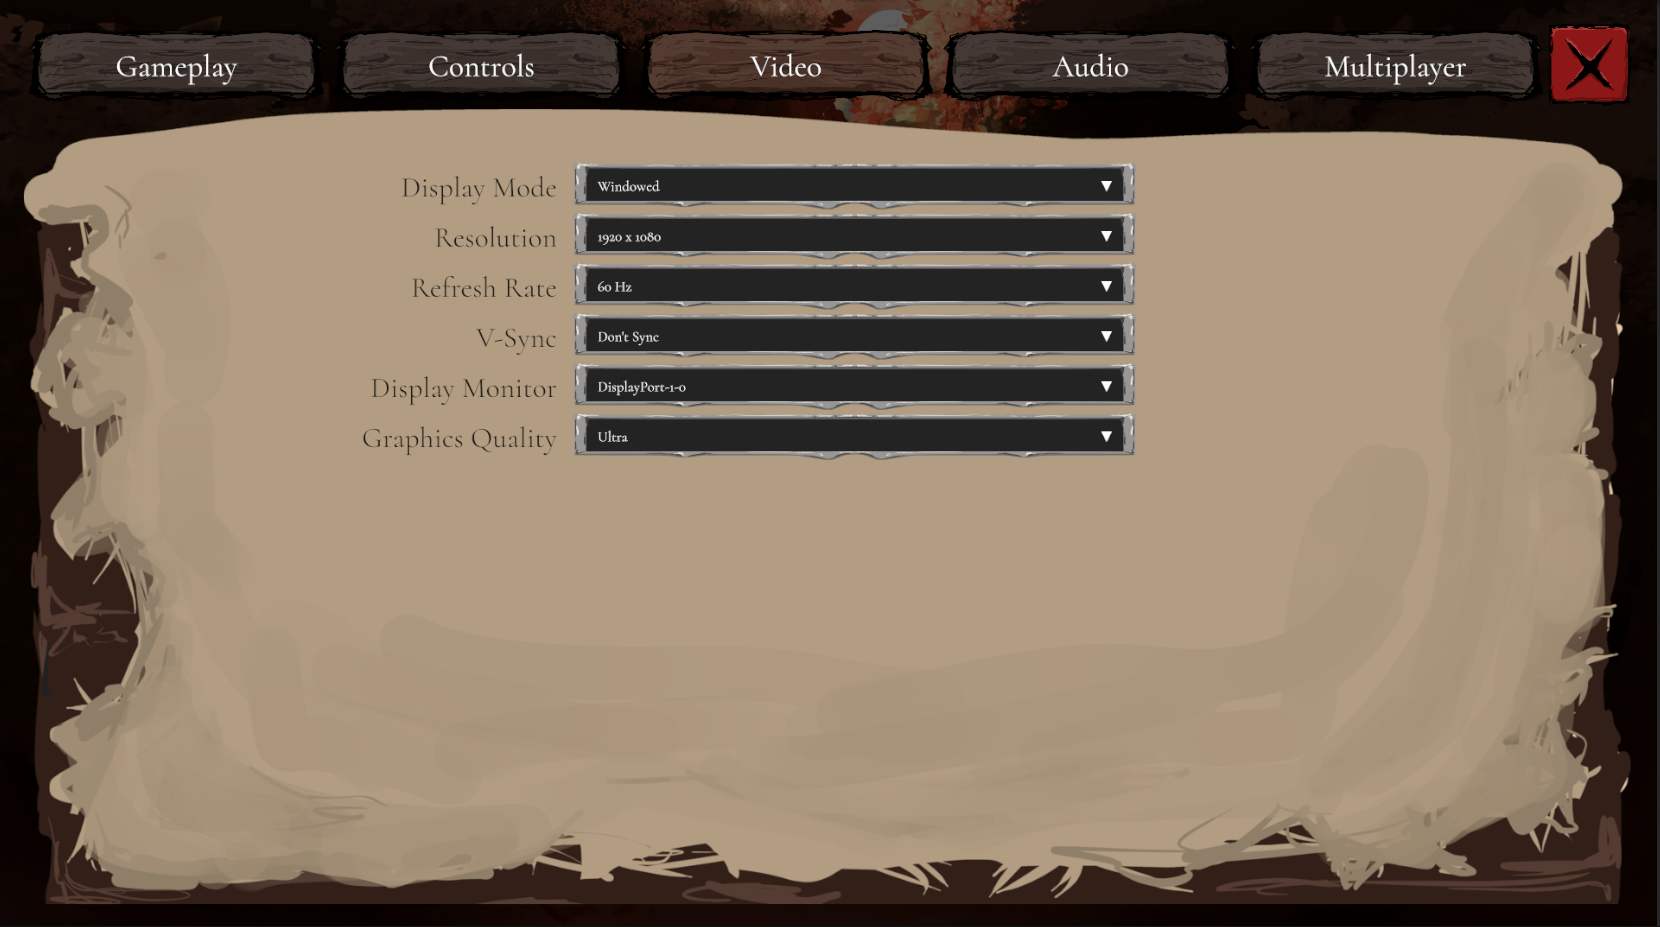 Gameplay
Controls
Video
Audio
Multiplayer
Display Mode
Windowed
Resolution
1920 x 1080
Refresh Rate
60 Hz
V-Sync
Don't Sync
Display Monitor
DisplayPort-1-0
Graphics Quality
Ultra